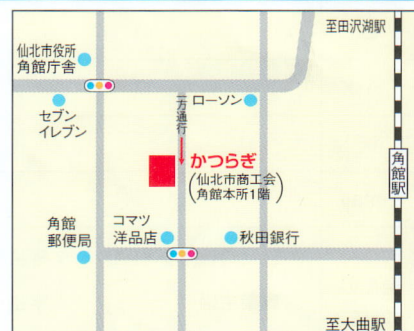 至田沢湖駅
仙北市役所
角館庁舎
セブン
イレブン
一方通行
ローソン
かつらぎ
(仙北市商工会
角館本所1階)
角館駅
角館
郵便局
コマツ
洋品店
秋田銀行
至大曲駅